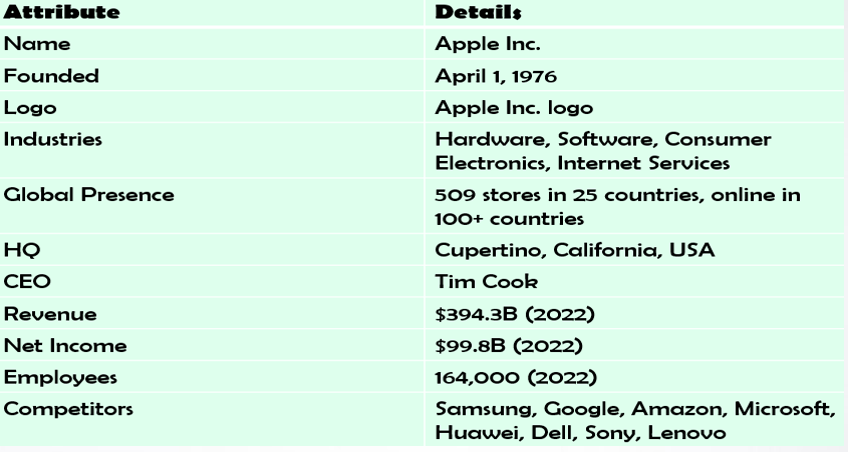 Attribute Details
Name Apple Inc.
Founded April 1, 1976
Logo Apple Inc. logo
Industries Hardware, Software, Consumer
Electronics, Internet Services
Global Presence 509 stores in 25 countries, online in
100+ countries
HQ Cupertino, California, USA
CEO Tim Cook
Revenue $394.3B (2022)
Net Income $99.8B (2022)
Employees 164,000 (2022)
Competitors Samsung, Google, Amazon, Microsoft,
Huawei, Dell, Sony, Lenovo